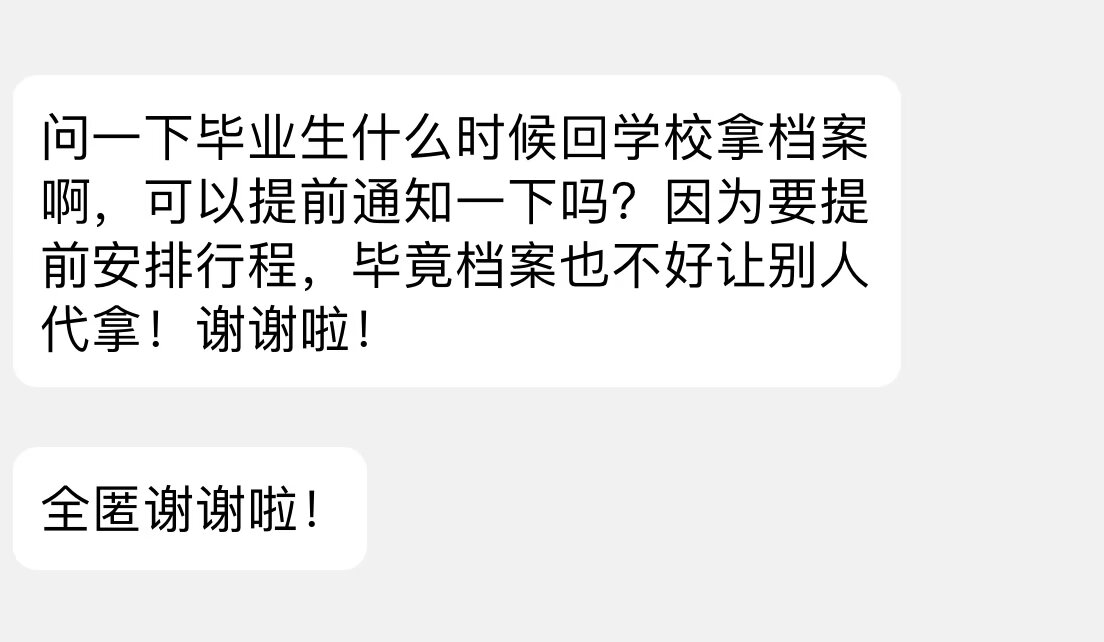 问一下毕业生什么时候回学校拿档案
啊，可以提前通知一下吗？因为要提
前安排行程，毕竟档案也不好让别人
代拿！谢谢啦！
全匿谢谢啦！